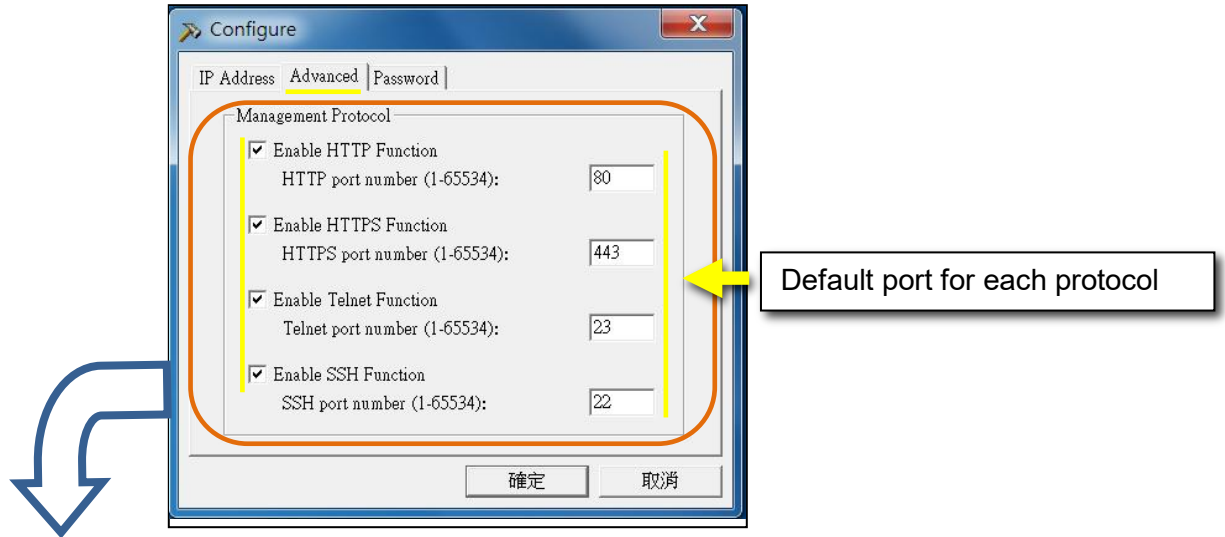 Configure
X
IP Address Advanced Password
Management Protocol
Enable HTTP Function
HTTP port number (1-65534): 80
Enable HTTPS Function
HTTPS port number (1-65534): 443
Enable Telnet Function
Telnet port number (1-65534): 23
Enable SSH Function
SSH port number (1-65534): 22
Default port for each protocol
確定 取消